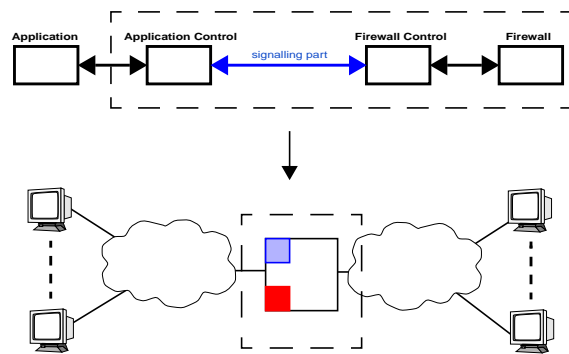 Application
Application Control
Firewall Control
Firewall
signalling part